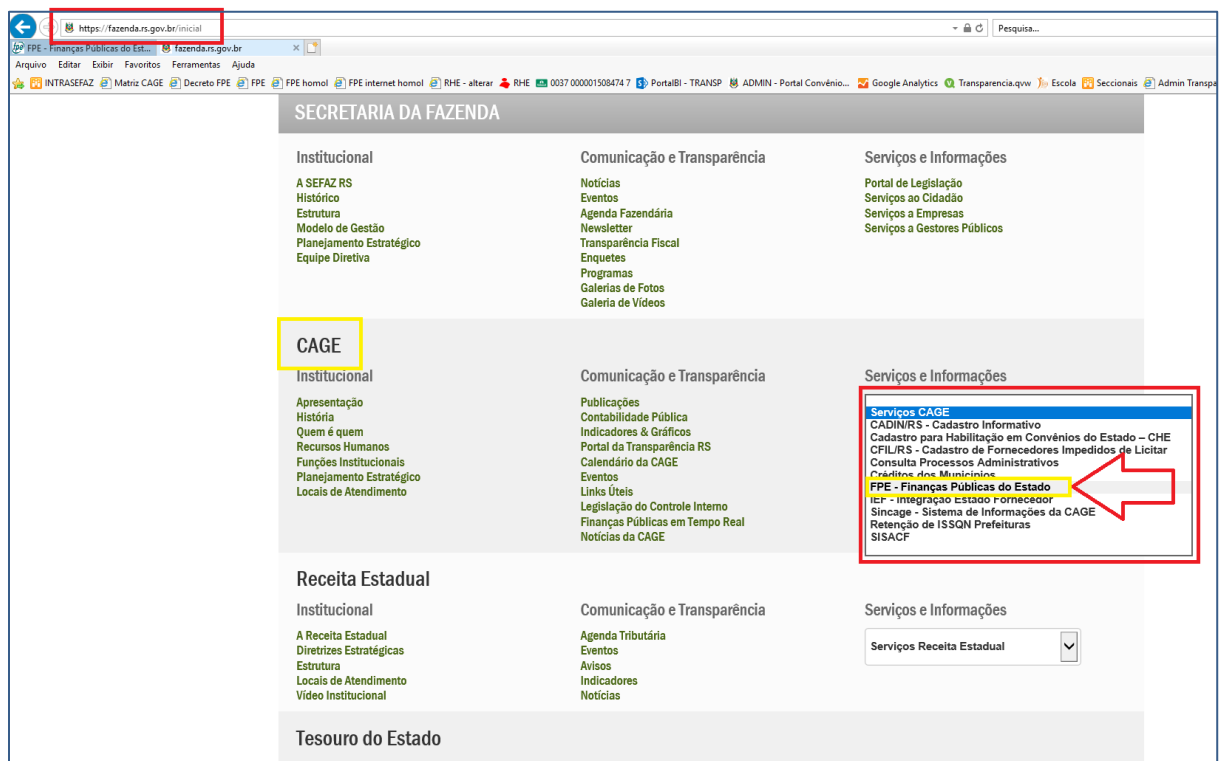 https://fazenda.rs.gov.br/inicial
Pesquisa...
fpe FPE - Finanças Públicas do Est...
fazenda.rs.gov.br
Arquivo Editar Exibir Favoritos Ferramentas Ajuda
INTRASEFAZ Matriz CAGE Decreto FPE FPE FPE homol FPE internet homol RHE - alterar RHE 0037 000001508474 7 PortalBI - TRANSP ADMIN - Portal Convênio... Google Analytics Transparencia.qvw Escola Seccionais Admin Transpa
SECRETARIA DA FAZENDA
Institucional
A SEFAZ RS
Histórico
Estrutura
Modelo de Gestão
Planejamento Estratégico
Equipe Diretiva
Comunicação e Transparência
Notícias
Eventos
Agenda Fazendária
Newsletter
Transparência Fiscal
Enquetes
Programas
Galerias de Fotos
Galeria de Vídeos
Serviços e Informações
Portal de Legislação
Serviços ao Cidadão
Serviços a Empresas
Serviços a Gestores Públicos
CAGE
Institucional
Apresentação
História
Quem é quem
Recursos Humanos
Funções Institucionais
Planejamento Estratégico
Locais de Atendimento
Comunicação e Transparência
Publicações
Contabilidade Pública
Indicadores & Gráficos
Portal da Transparência RS
Calendário da CAGE
Eventos
Links Úteis
Legislação do Controle Interno
Finanças Públicas em Tempo Real
Notícias da CAGE
Serviços e Informações
Serviços CAGE
CADIN/RS - Cadastro Informativo
Cadastro para Habilitação em Convênios do Estado – CHE
CFIL/RS - Cadastro de Fornecedores Impedidos de Licitar
Consulta Processos Administrativos
Créditos dos Municípios
FPE - Finanças Públicas do Estado
IEF - Integração Estado Fornecedor
Sincage - Sistema de Informações da CAGE
Retenção de ISSQN Prefeituras
SISACF
Receita Estadual
Institucional
A Receita Estadual
Diretrizes Estratégicas
Estrutura
Locais de Atendimento
Vídeo Institucional
Comunicação e Transparência
Agenda Tributária
Eventos
Avisos
Indicadores
Notícias
Serviços e Informações
Serviços Receita Estadual
Tesouro do Estado